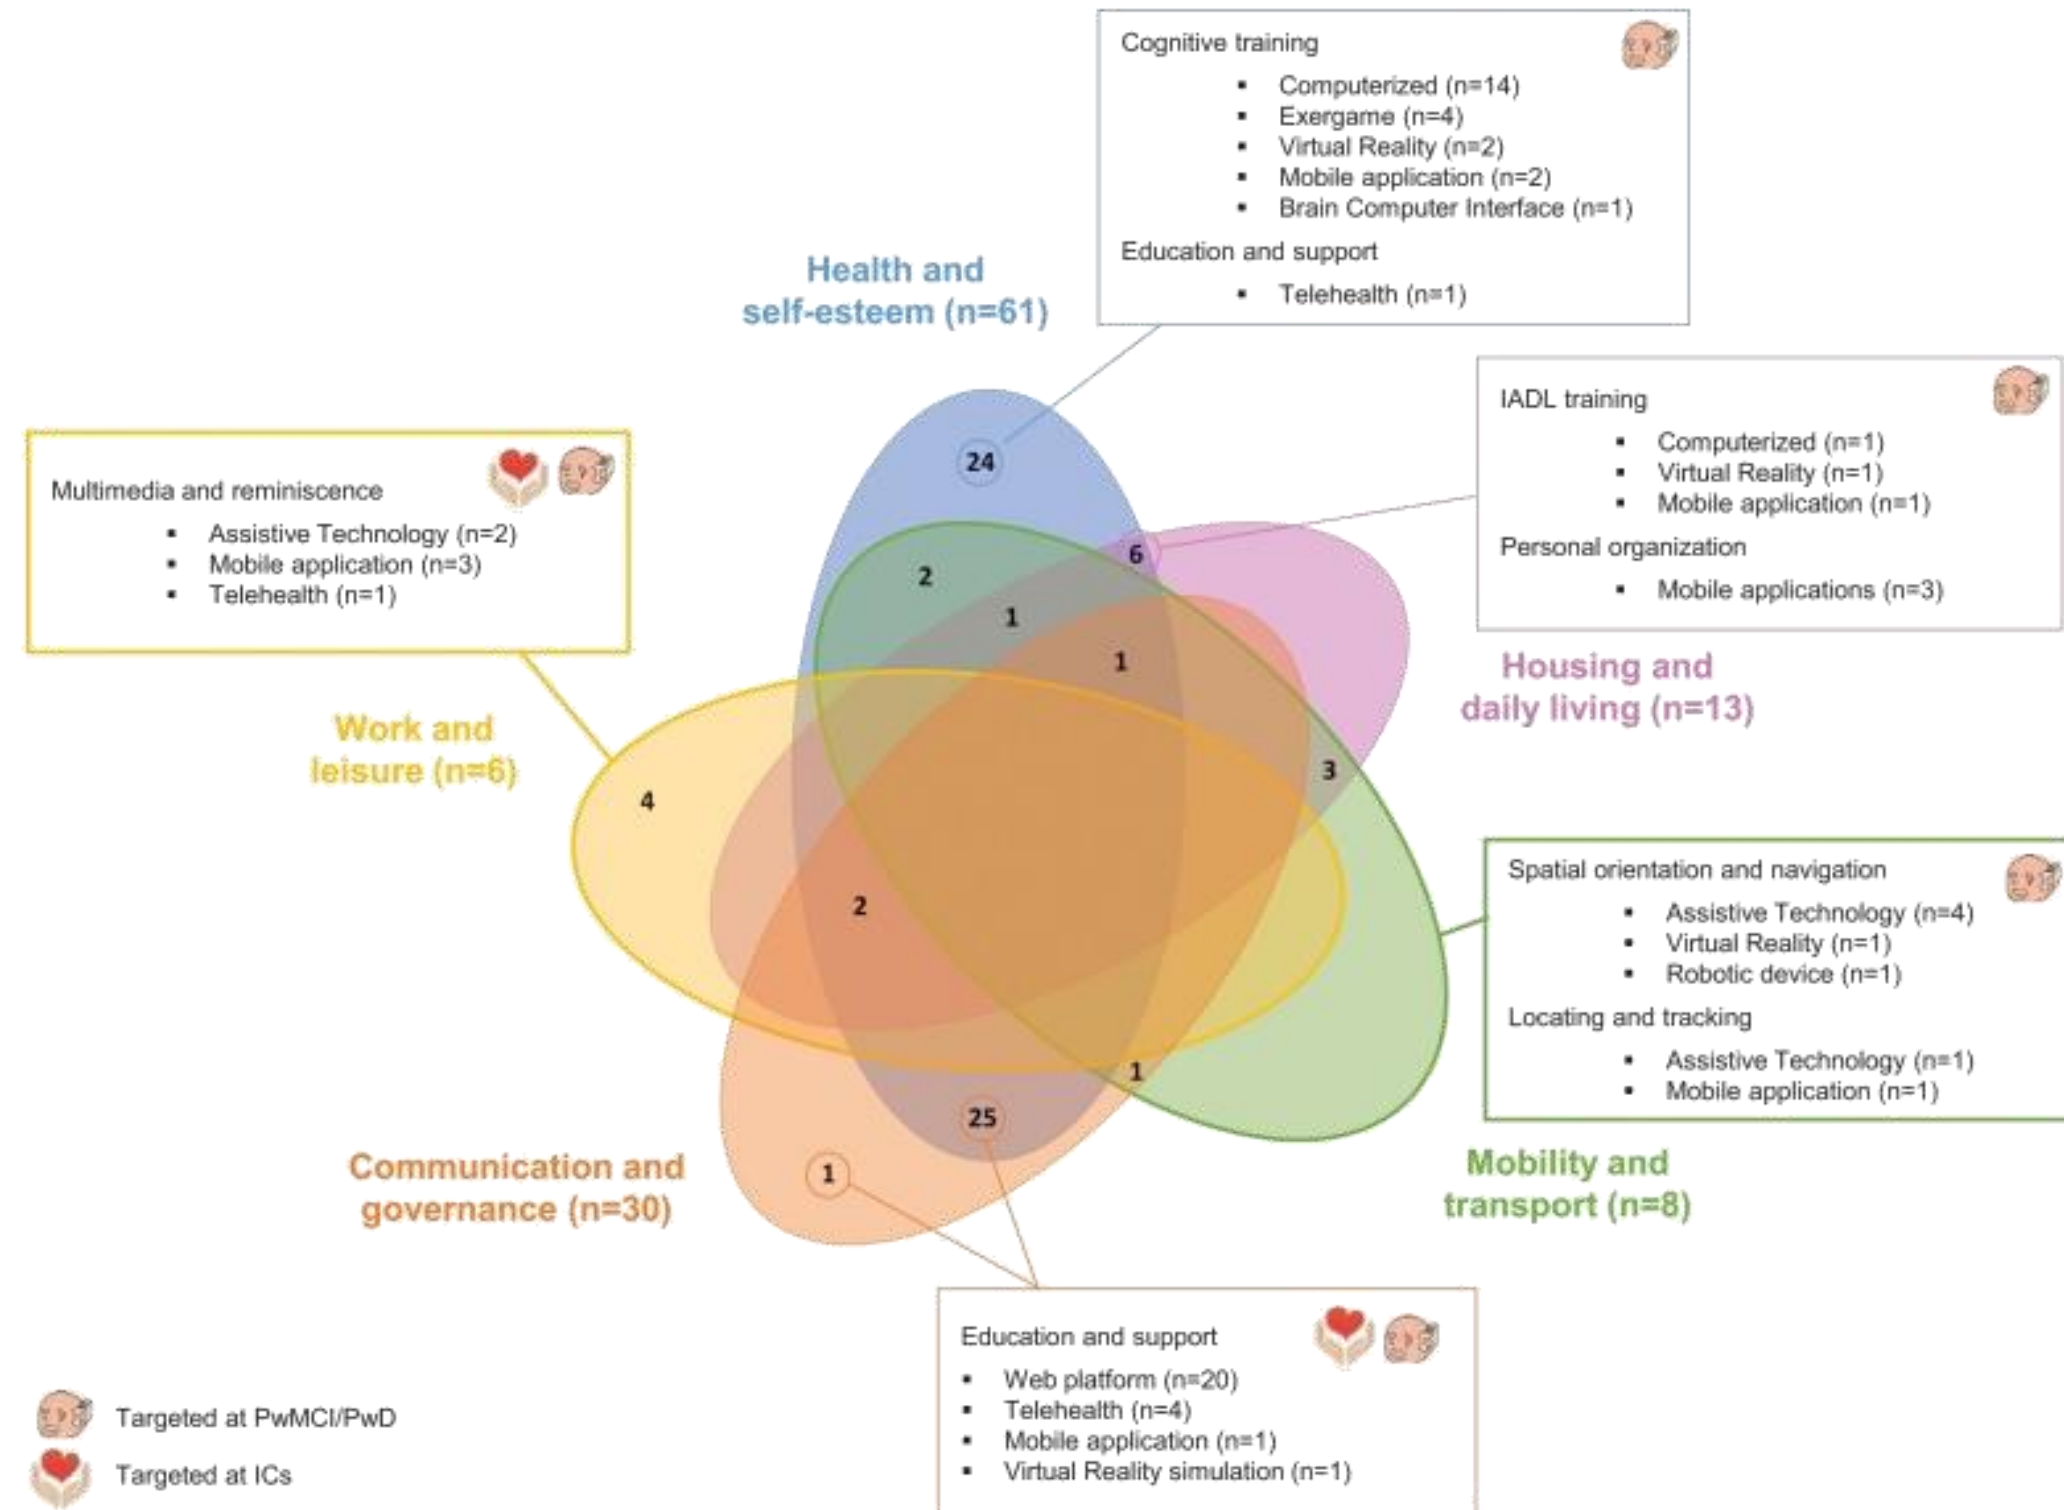 Cognitive training
▪ Computerized (n=14)
▪ Exergame (n=4)
▪ Virtual Reality (n=2)
▪ Mobile application (n=2)
▪ Brain Computer Interface (n=1)
Education and support
▪ Telehealth (n=1)
Health and
self-esteem (n=61)
IADL training
▪ Computerized (n=1)
▪ Virtual Reality (n=1)
▪ Mobile application (n=1)
Personal organization
▪ Mobile applications (n=3)
Housing and
daily living (n=13)
Multimedia and reminiscence
▪ Assistive Technology (n=2)
▪ Mobile application (n=3)
▪ Telehealth (n=1)
Work and
leisure (n=6)
24
6
2
1
1
3
4
2
1
25
1
Spatial orientation and navigation
▪ Assistive Technology (n=4)
▪ Virtual Reality (n=1)
▪ Robotic device (n=1)
Locating and tracking
▪ Assistive Technology (n=1)
▪ Mobile application (n=1)
Mobility and
transport (n=8)
Communication and
governance (n=30)
Education and support
▪ Web platform (n=20)
▪ Telehealth (n=4)
▪ Mobile application (n=1)
▪ Virtual Reality simulation (n=1)
Targeted at PwMCI/PwD
Targeted at ICs